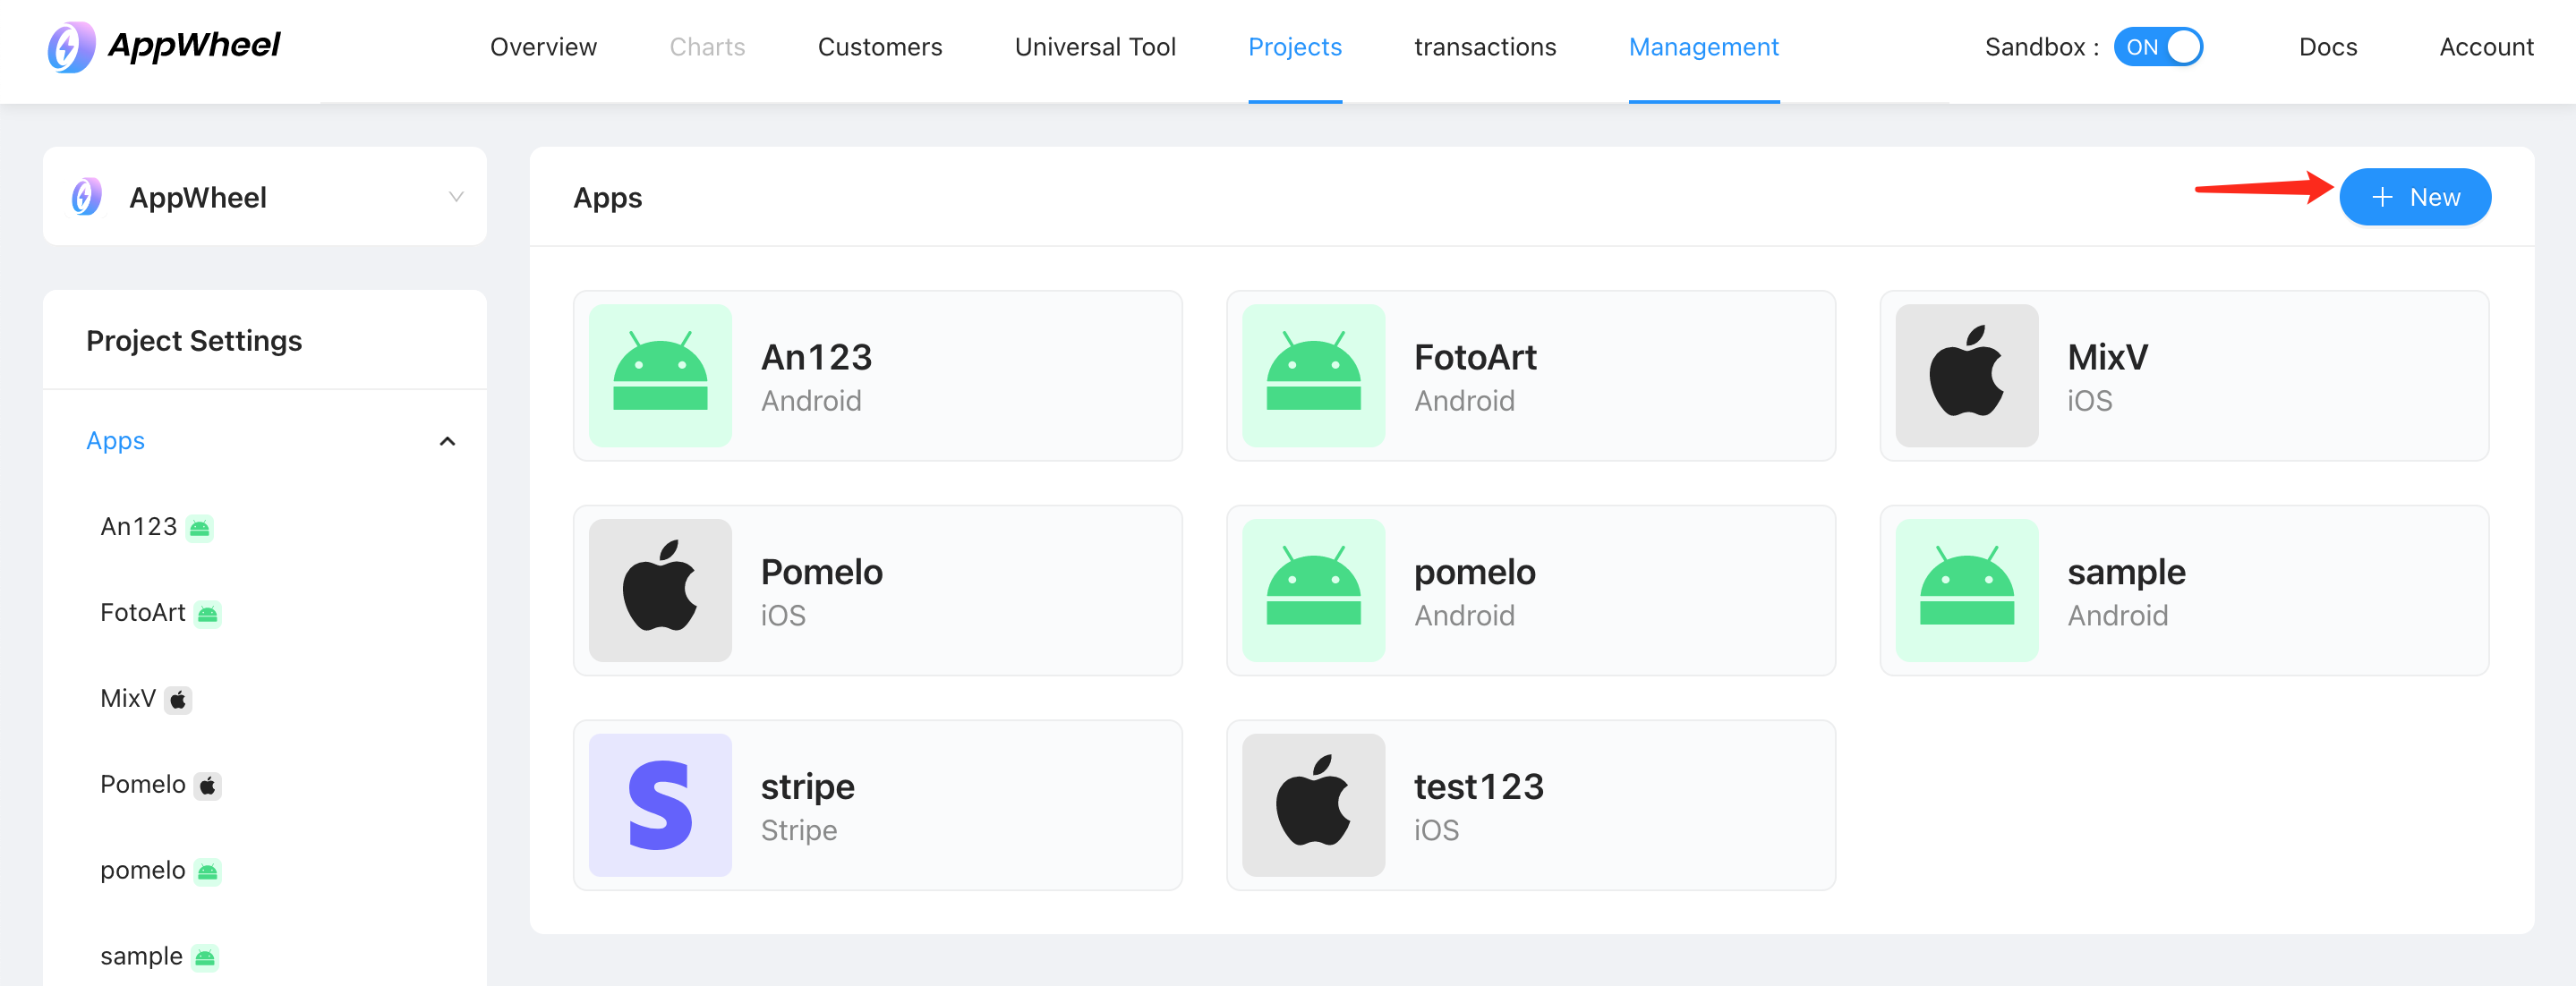 AppWheel
Overview
Charts
Customers
Universal Tool
Projects
transactions
Management
Sandbox :
ON
Docs
Account
AppWheel
Project Settings
Apps
An123
FotoArt
MixV
Pomelo
pomelo
sample
Apps
+ New
An123
Android
FotoArt
Android
MixV
iOS
Pomelo
iOS
pomelo
Android
sample
Android
S
stripe
Stripe
test123
iOS